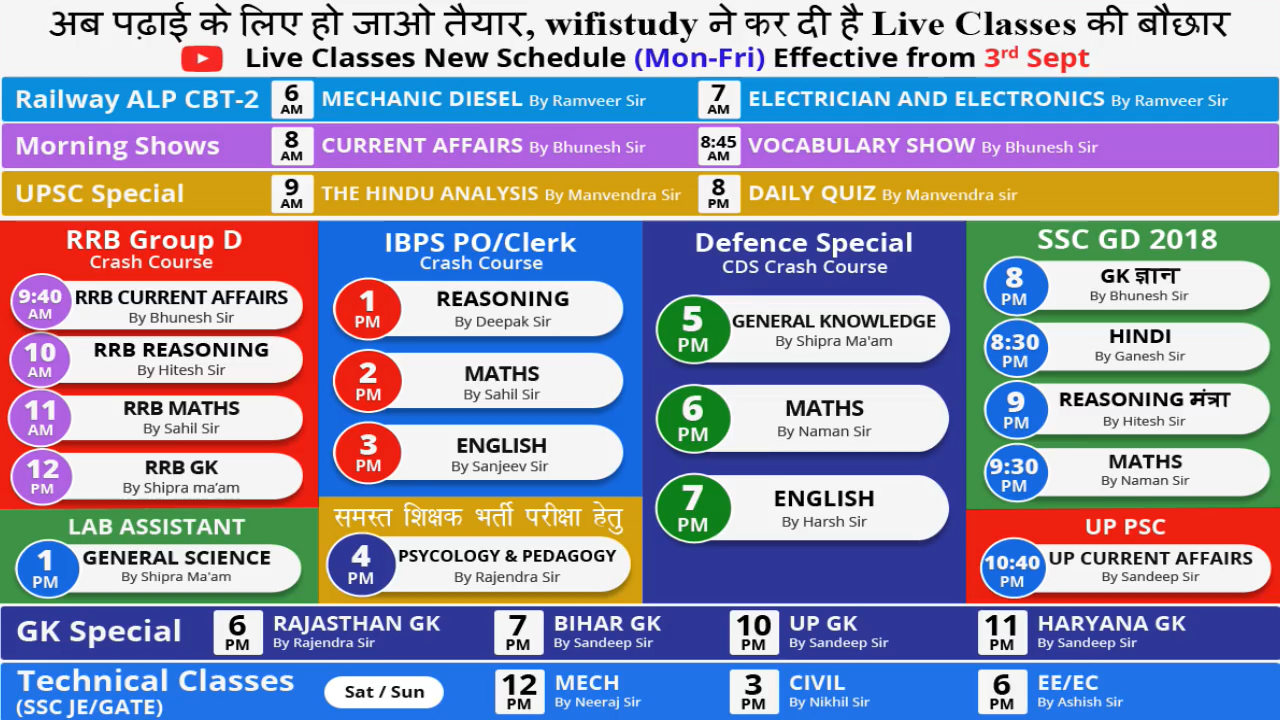 अब पढ़ाई के लिए हो जाओ तैयार, wifistudy ने कर दी है Live Classes की बौछार
Live Classes New Schedule (Mon-Fri) Effective from 3rd Sept
Railway ALP CBT-2
6 AM
MECHANIC DIESEL By Ramveer Sir
7 AM
ELECTRICIAN AND ELECTRONICS By Ramveer Sir
Morning Shows
8 AM
CURRENT AFFAIRS By Bhunesh Sir
8:45 AM
VOCABULARY SHOW By Bhunesh Sir
UPSC Special
9 AM
THE HINDU ANALYSIS By Manvendra Sir
8 PM
DAILY QUIZ By Manvendra sir
RRB Group D
Crash Course
9:40 AM
RRB CURRENT AFFAIRS
By Bhunesh Sir
10 AM
RRB REASONING
By Hitesh Sir
11 AM
RRB MATHS
By Sahil Sir
12 PM
RRB GK
By Shipra ma'am
LAB ASSISTANT
1 PM
GENERAL SCIENCE
By Shipra Ma'am
IBPS PO/Clerk
Crash Course
1 PM
REASONING
By Deepak Sir
2 PM
MATHS
By Sahil Sir
3 PM
ENGLISH
By Sanjeev Sir
समस्त शिक्षक भर्ती परीक्षा हेतु
4 PM
PSYCOLOGY & PEDAGOGY
By Rajendra Sir
Defence Special
CDS Crash Course
5 PM
GENERAL KNOWLEDGE
By Shipra Ma'am
6 PM
MATHS
By Naman Sir
7 PM
ENGLISH
By Harsh Sir
SSC GD 2018
8 PM
GK ज्ञान
By Bhunesh Sir
8:30 PM
HINDI
By Ganesh Sir
9 PM
REASONING मंत्रा
By Hitesh Sir
9:30 PM
MATHS
By Naman Sir
UP PSC
10:40 PM
UP CURRENT AFFAIRS
By Sandeep Sir
GK Special
6 PM
RAJASTHAN GK
By Rajendra Sir
7 PM
BIHAR GK
By Sandeep Sir
10 PM
UP GK
By Sandeep Sir
11 PM
HARYANA GK
By Sandeep Sir
Technical Classes
(SSC JE/GATE)
Sat / Sun
12 PM
MECH
By Neeraj Sir
3 PM
CIVIL
By Nikhil Sir
6 PM
EE/EC
By Ashish Sir